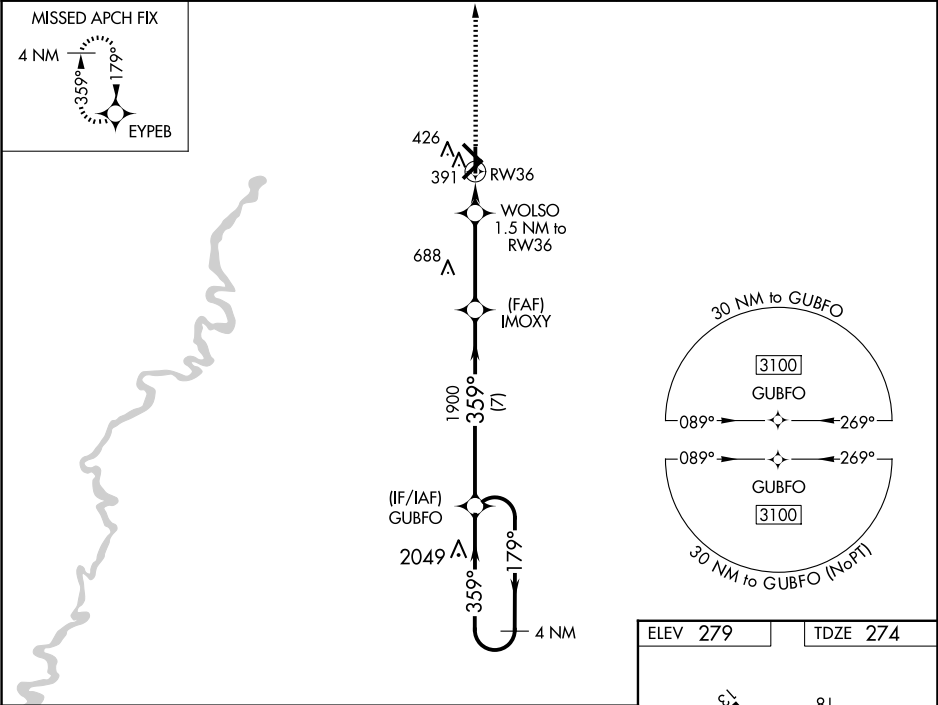 MISSED APCH FIX
4 NM
359°
179°
EYPEB
426
391
RW36
WOLSO
1.5 NM to
RW36
688
(FAF)
IMOXY
1900
359°
(7)
(IF/IAF)
GUBFO
2049
359°
179°
4 NM
30 NM to GUBFO
3100
GUBFO
089°
269°
089°
269°
GUBFO
3100
30 NM to GUBFO (NoPT)
ELEV 279
TDZE 274
13
18